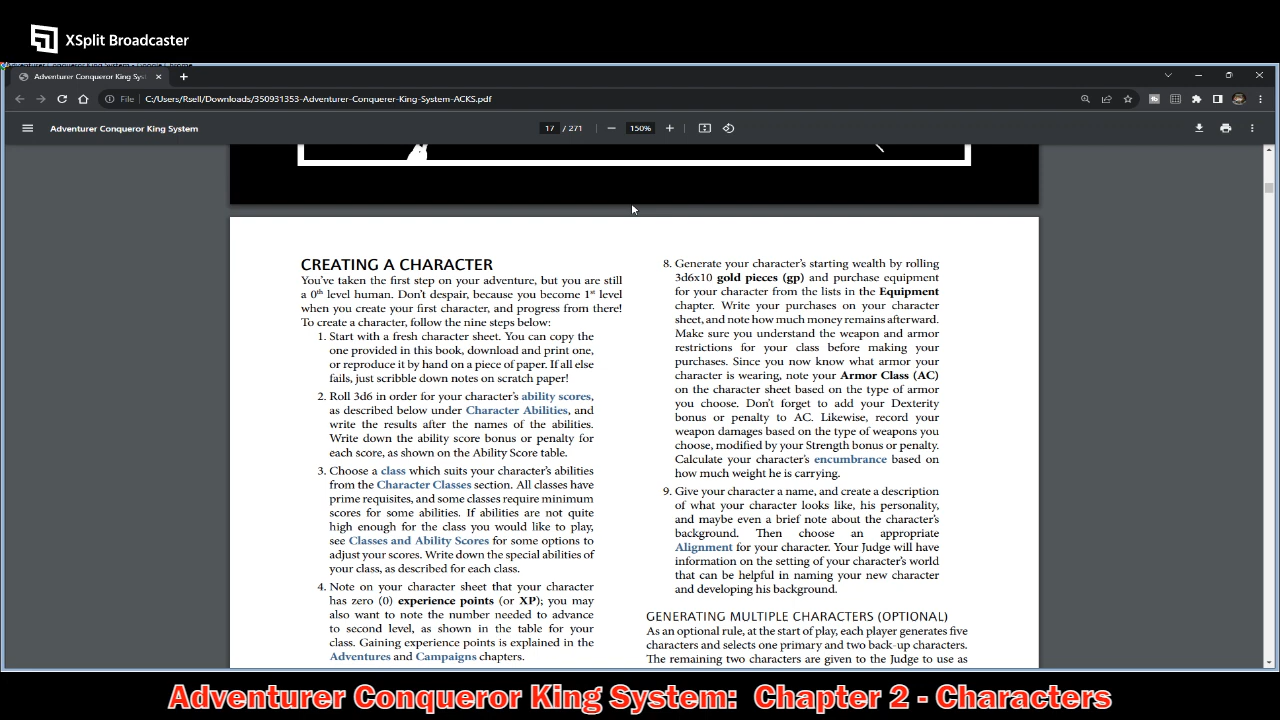 XSplit Broadcaster
Adventurer Conqueror King System - Google Chrome
Adventurer Conqueror King Sys
File C:/Users/Rsell/Downloads/350931353-Adventurer-Conquerer-King-System-ACKS.pdf
Adventurer Conqueror King System
17 / 271
150%
CREATING A CHARACTER
You've taken the first step on your adventure, but you are still
a 0th level human. Don't despair, because you become 1st level
when you create your first character, and progress from there!
To create a character, follow the nine steps below:
1. Start with a fresh character sheet. You can copy the
one provided in this book, download and print one,
or reproduce it by hand on a piece of paper. If all else
fails, just scribble down notes on scratch paper!
2. Roll 3d6 in order for your character's ability scores,
as described below under Character Abilities, and
write the results after the names of the abilities.
Write down the ability score bonus or penalty for
each score, as shown on the Ability Score table.
3. Choose a class which suits your character's abilities
from the Character Classes section. All classes have
prime requisites, and some classes require minimum
scores for some abilities. If abilities are not quite
high enough for the class you would like to play,
see Classes and Ability Scores for some options to
adjust your scores. Write down the special abilities of
your class, as described for each class.
4. Note on your character sheet that your character
has zero (0) experience points (or XP); you may
also want to note the number needed to advance
to second level, as shown in the table for your
class. Gaining experience points is explained in the
Adventures and Campaigns chapters.
8. Generate your character's starting wealth by rolling
3d6x10 gold pieces (gp) and purchase equipment
for your character from the lists in the Equipment
chapter. Write your purchases on your character
sheet, and note how much money remains afterward.
Make sure you understand the weapon and armor
restrictions for your class before making your
purchases. Since you now know what armor your
character is wearing, note your Armor Class (AC)
on the character sheet based on the type of armor
you choose. Don't forget to add your Dexterity
bonus or penalty to AC. Likewise, record your
weapon damages based on the type of weapons you
choose, modified by your Strength bonus or penalty.
Calculate your character's encumbrance based on
how much weight he is carrying.
9. Give your character a name, and create a description
of what your character looks like, his personality,
and maybe even a brief note about the character's
background. Then choose an appropriate
Alignment for your character. Your Judge will have
information on the setting of your character's world
that can be helpful in naming your new character
and developing his background.
GENERATING MULTIPLE CHARACTERS (OPTIONAL)
As an optional rule, at the start of play, each player generates five
characters and selects one primary and two back-up characters.
The remaining two characters are given to the Judge to use as
Adventurer Conqueror King System: Chapter 2 - Characters